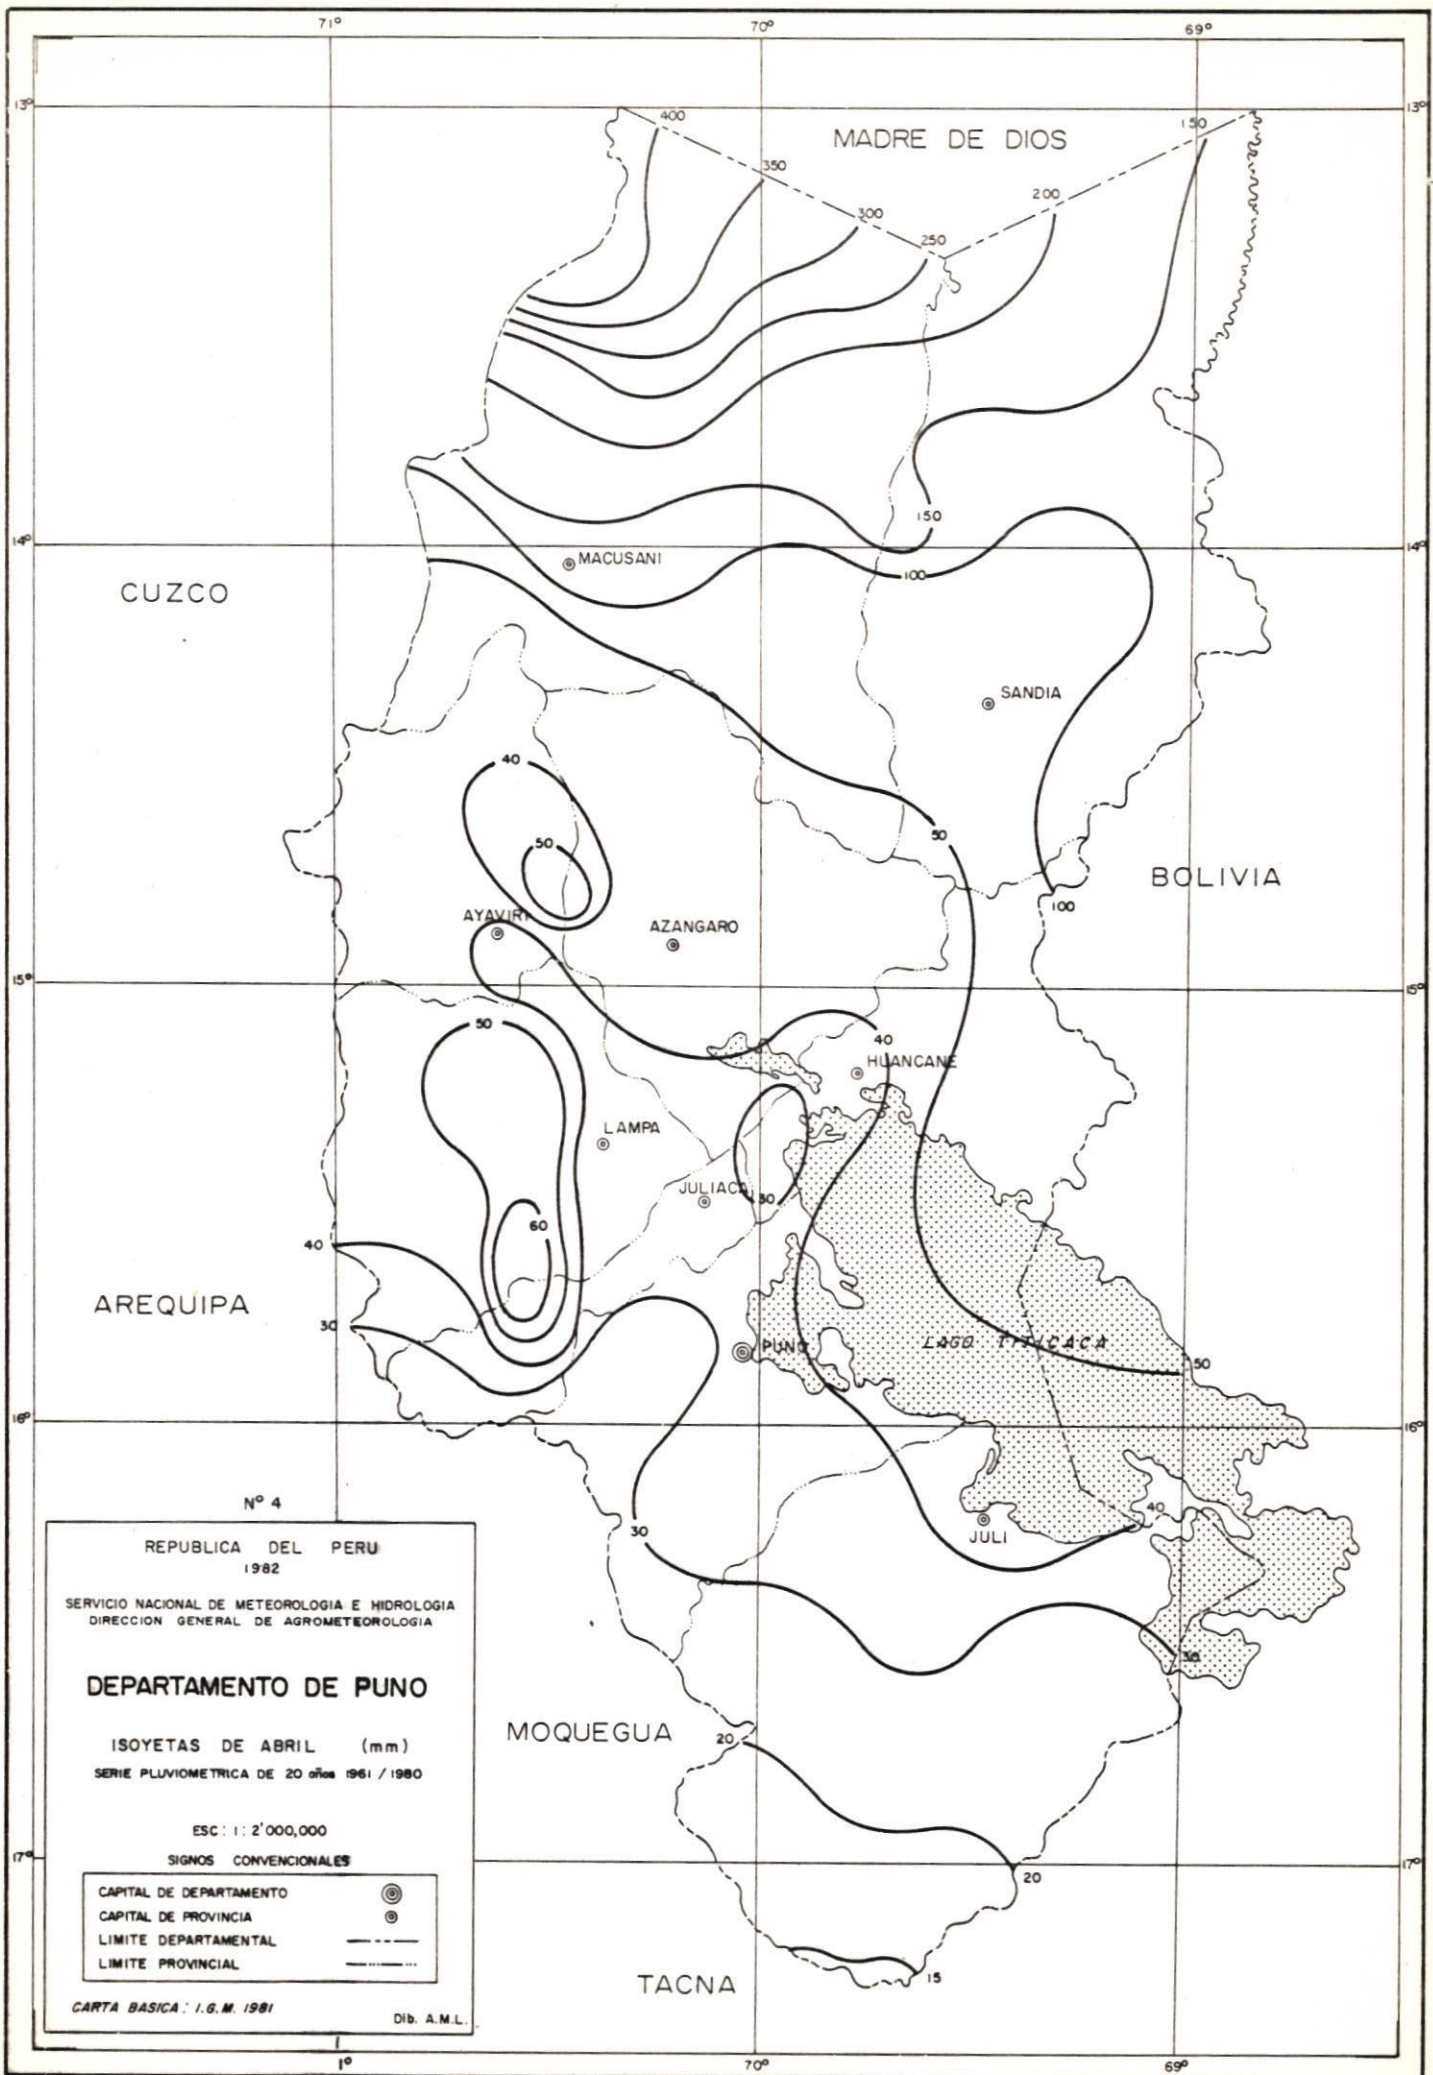 71°
70°
69°
13°
13°
400
MADRE DE DIOS
150
350
200
300
250
150
14°
14°
MACUSANI
100
CUZCO
SANDIA
40
50
50
BOLIVIA
100
AYAVIRI
AZANGARO
15°
15°
50
40
HUANCANE
LAMPA
JULIACA
30
60
40
AREQUIPA
30
PUNO
LAGO TITICACA
50
16°
16°
40
30
JULI
30
MOQUEGUA
20
17°
17°
20
15
TACNA
Nº 4
REPUBLICA DEL PERU
1982
SERVICIO NACIONAL DE METEOROLOGIA E HIDROLOGIA
DIRECCION GENERAL DE AGROMETEOROLOGIA
DEPARTAMENTO DE PUNO
ISOYETAS DE ABRIL (mm)
SERIE PLUVIOMETRICA DE 20 años 1961 / 1980
ESC : 1 : 2'000,000
SIGNOS CONVENCIONALES
CAPITAL DE DEPARTAMENTO
CAPITAL DE PROVINCIA
LIMITE DEPARTAMENTAL
LIMITE PROVINCIAL
CARTA BASICA : I.G.M. 1981
Dib. A.M.L.
1°
70°
69°